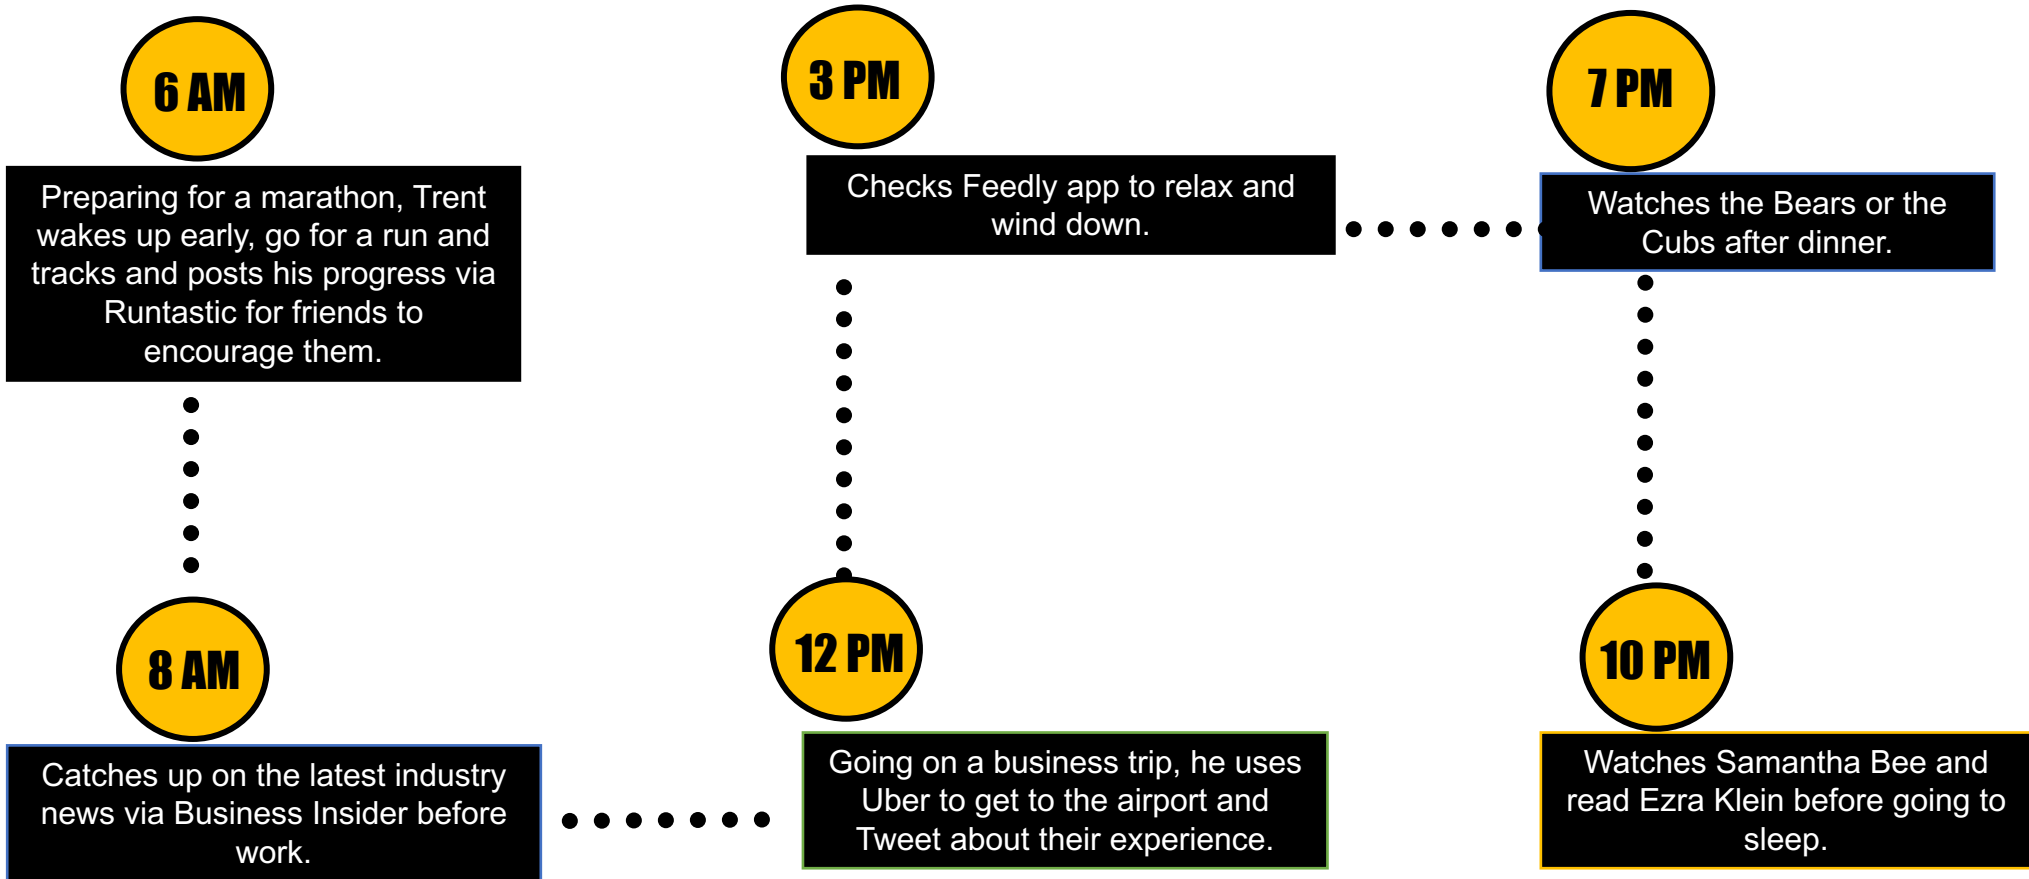 6 AM
Preparing for a marathon, Trent
wakes up early, go for a run and
tracks and posts his progress via
Runtastic for friends to
encourage them.
8 AM
Catches up on the latest industry
news via Business Insider before
work.
12 PM
Going on a business trip, he uses
Uber to get to the airport and
Tweet about their experience.
3 PM
Checks Feedly app to relax and
wind down.
7 PM
Watches the Bears or the
Cubs after dinner.
10 PM
Watches Samantha Bee and
read Ezra Klein before going to
sleep.